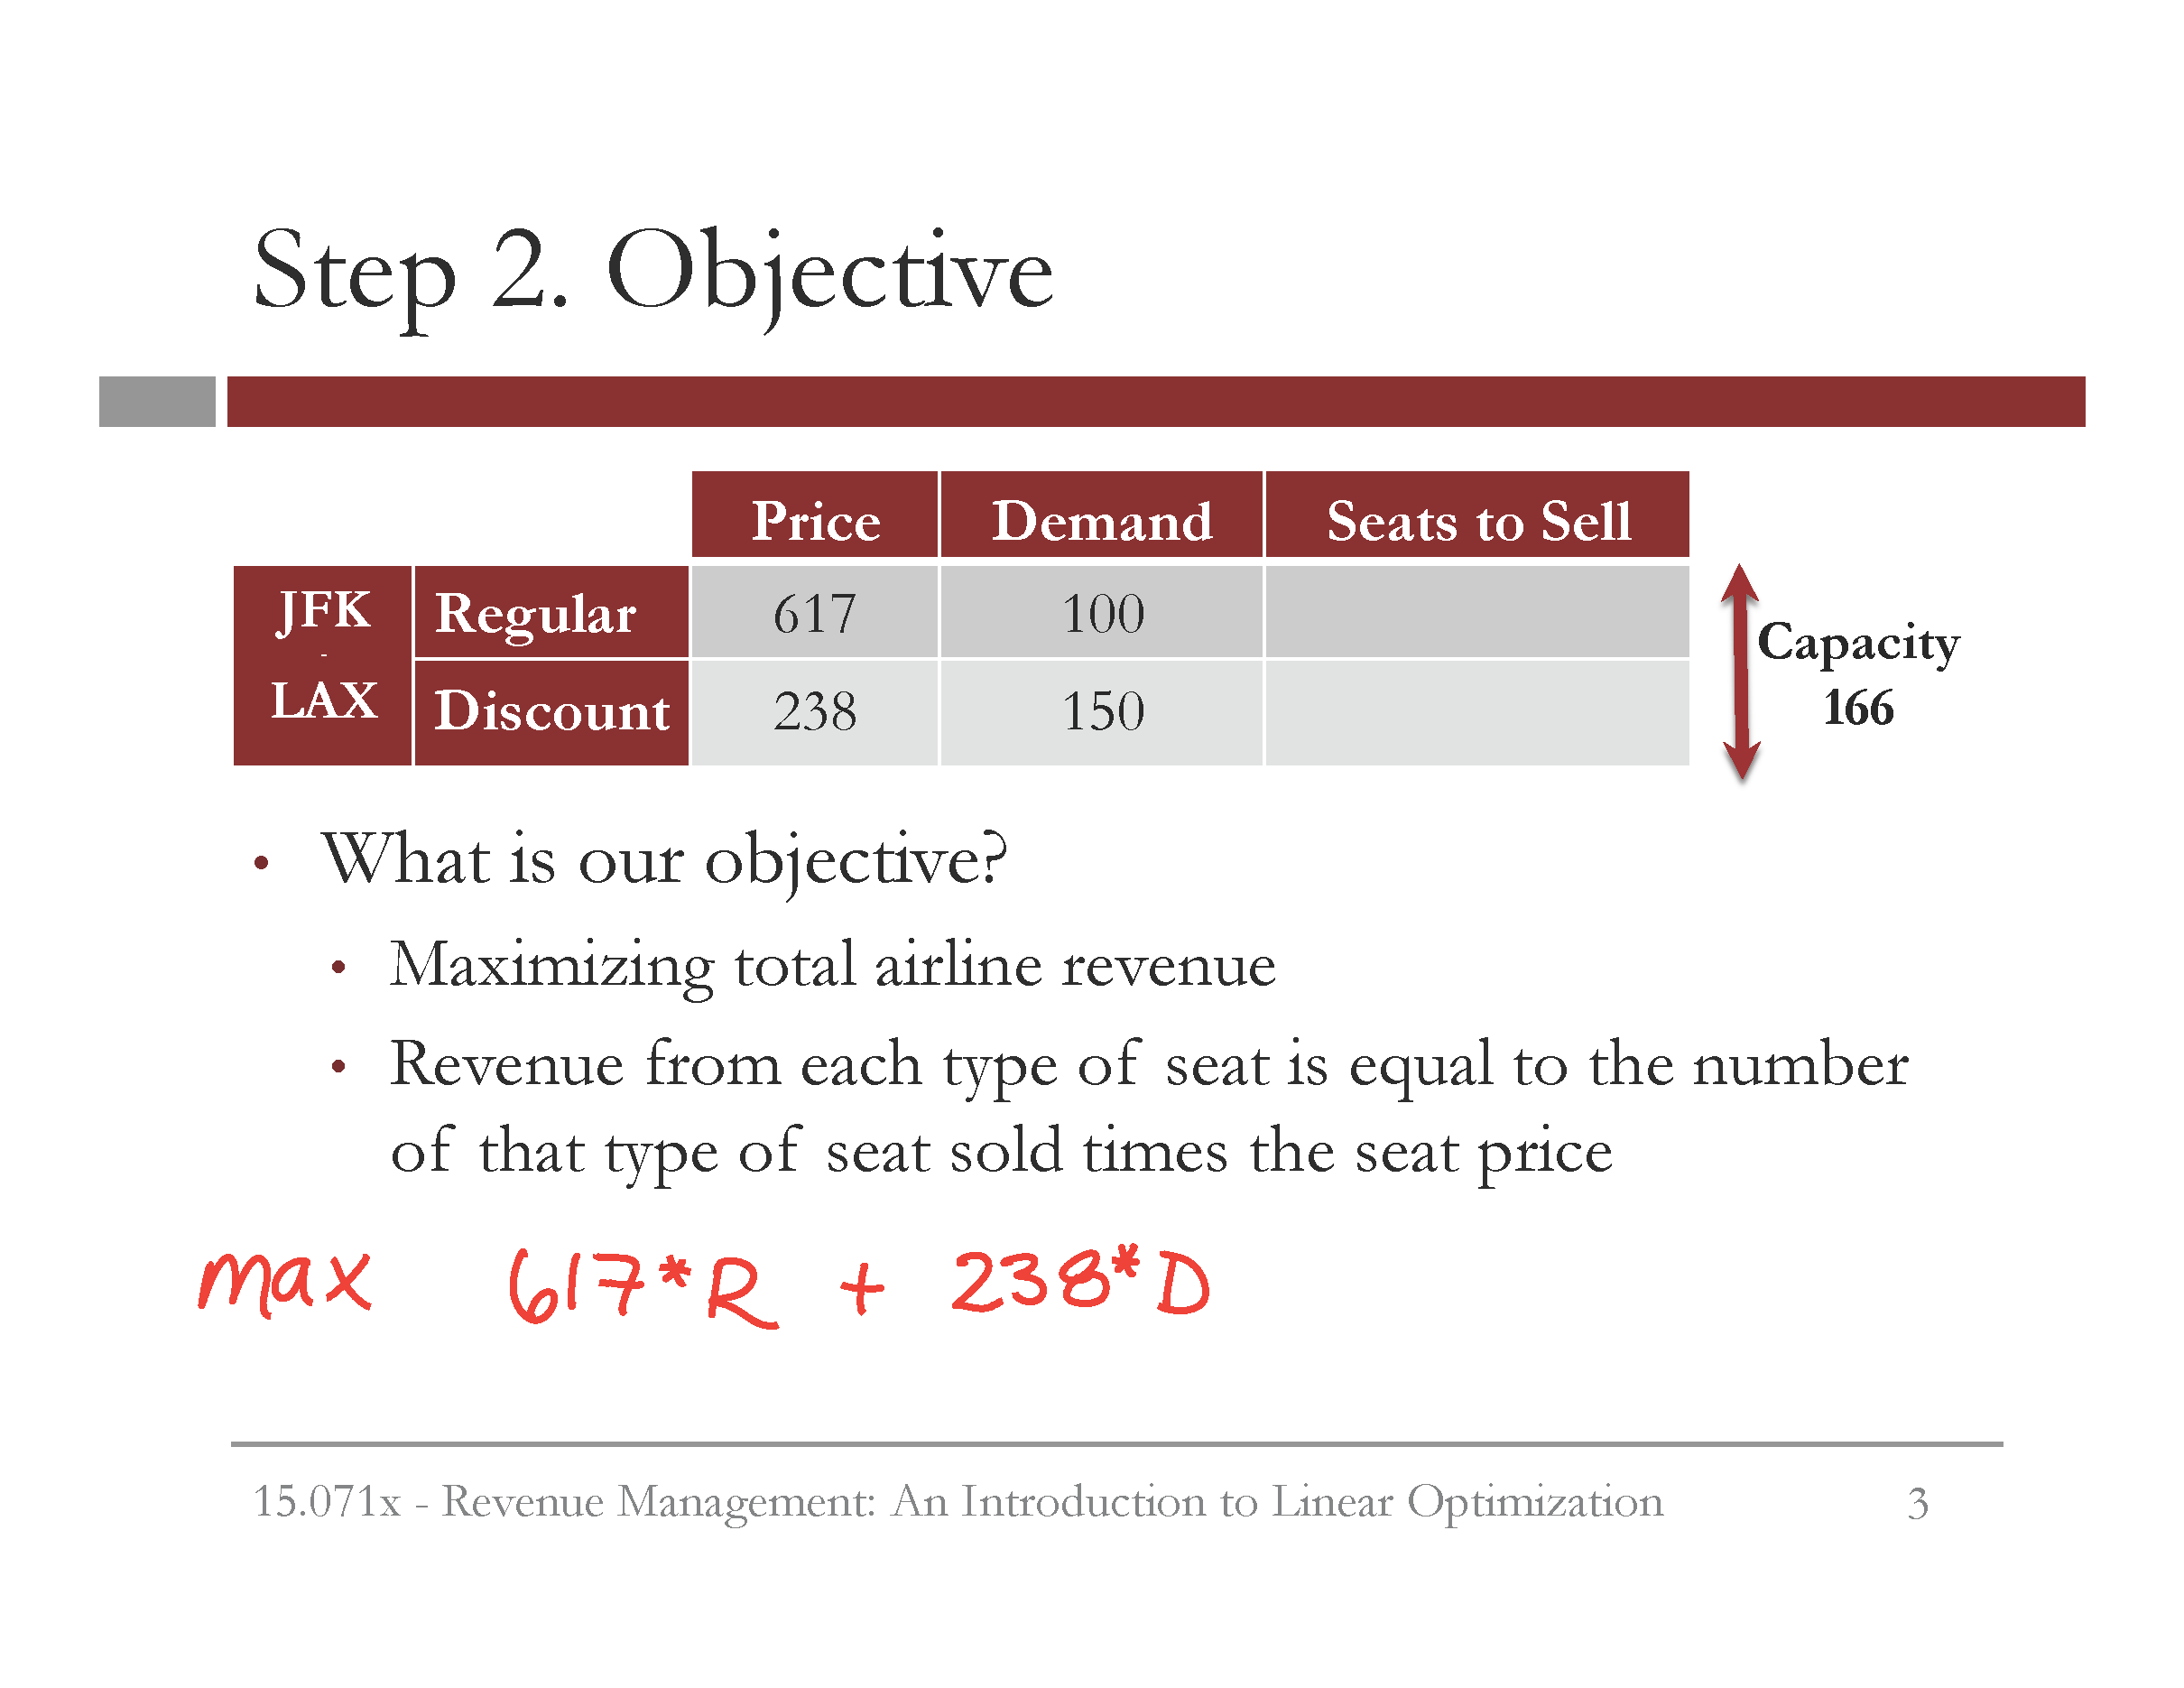 Step 2. Objective
Price Demand Seats to Sell
JFK - LAX
Regular 617 100
Discount 238 150
Capacity
166
• What is our objective?
• Maximizing total airline revenue
• Revenue from each type of seat is equal to the number
of that type of seat sold times the seat price
max 617*R + 238*D
15.071x - Revenue Management: An Introduction to Linear Optimization 3